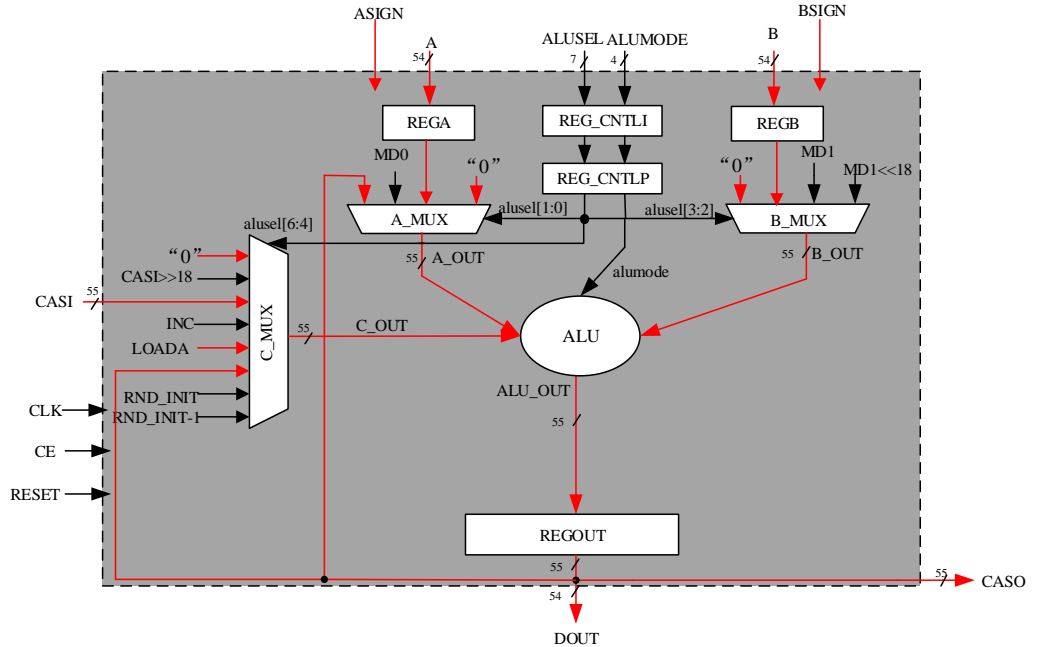 ASIGN
BSIGN
A
ALUSEL
ALUMODE
B
54
7
4
54
REGA
REG_CNTLI
REGB
MD0
"0"
REG_CNTLP
"0"
MD1
MD1<<18
A_MUX
alusel[1:0]
alusel[3:2]
B_MUX
alusel[6:4]
"0"
55
A_OUT
55
B_OUT
CASI>>18
alumode
CASI
55
INC
C_MUX
55
C_OUT
ALU
LOADA
RND_INIT
ALU_OUT
CLK
RND_INIT-1
55
CE
RESET
REGOUT
55
55
CASO
54
DOUT